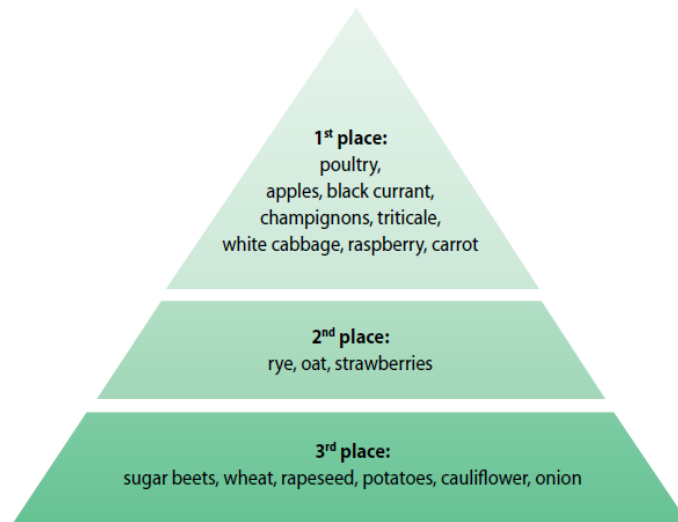 1st place:
poultry,
apples, black currant,
champignons, triticale,
white cabbage, raspberry, carrot
2nd place:
rye, oat, strawberries
3rd place:
sugar beets, wheat, rapeseed, potatoes, cauliflower, onion